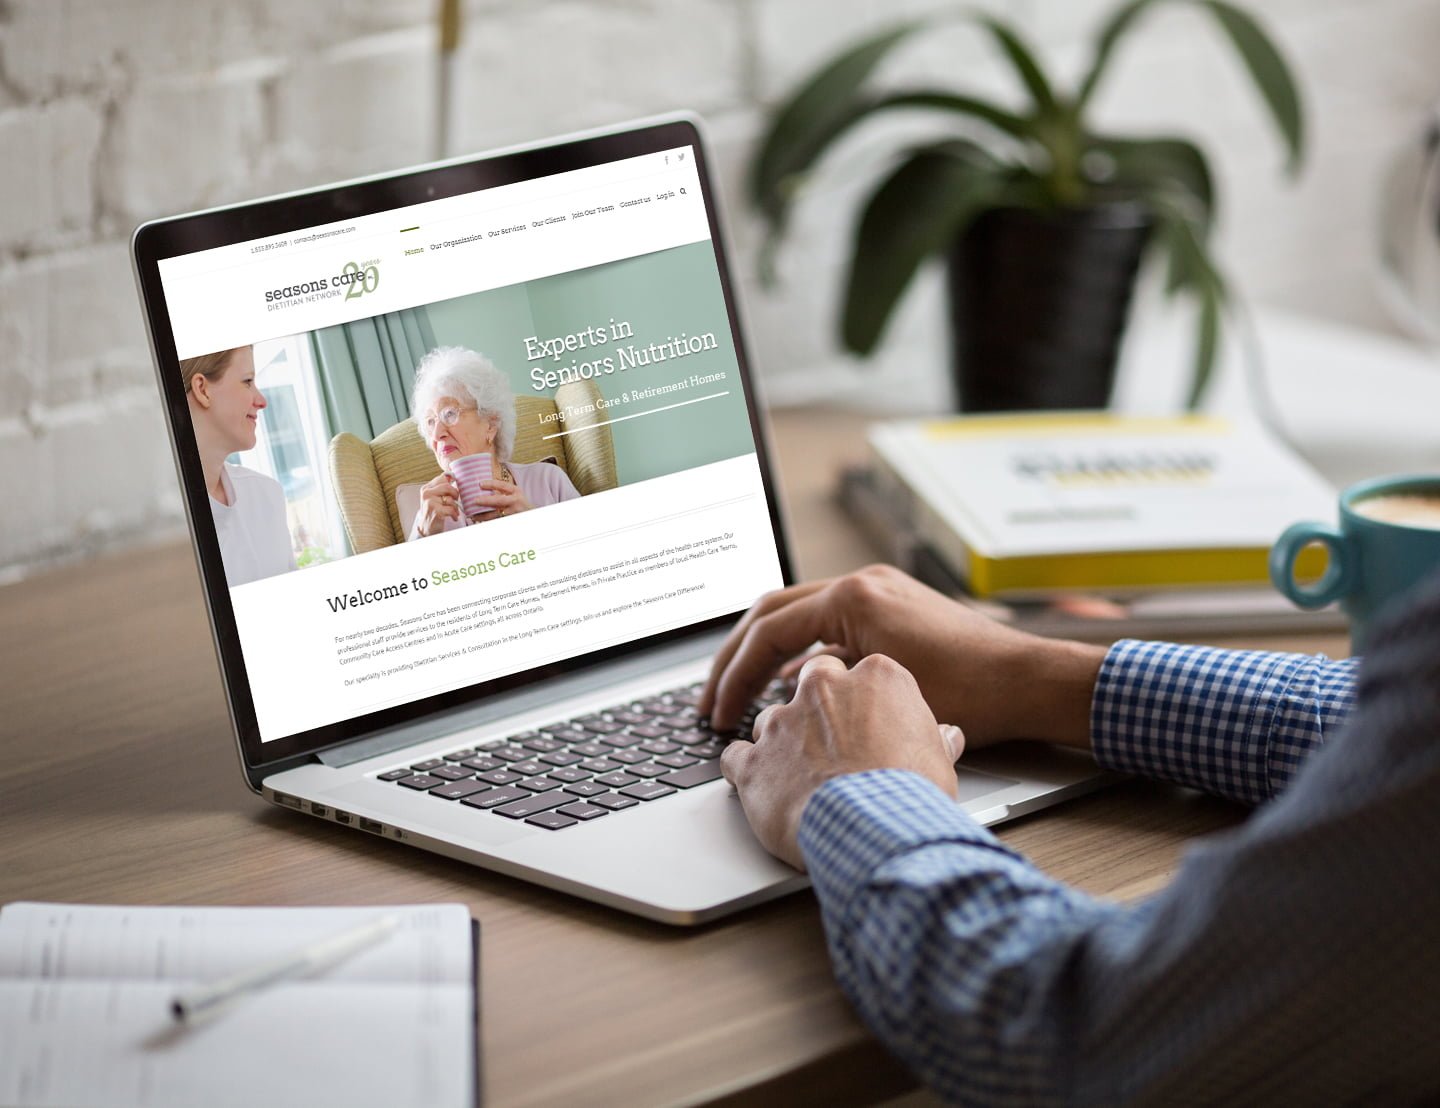 contact@seasonscare.com
seasons care
DIETITIAN NETWORK
20
Home Our Organization Our Services Our Clients Join Our Team Contact us Log in
Experts in
Seniors Nutrition
Long Term Care & Retirement Homes
Welcome to Seasons Care
For nearly two decades, Seasons Care has been connecting corporate clients with consulting dietitians to assist in all aspects of the health care system. Our
professional staff provide services to the residents of Long Term Care Homes, Retirement Homes, in Private Practice as members of local Health Care Teams,
Community Care Access Centres and in Acute Care settings, all across Ontario.
Our specialty is providing Dietitian Services & Consultation in the Long Term Care settings. Join us and explore the Seasons Care Difference!